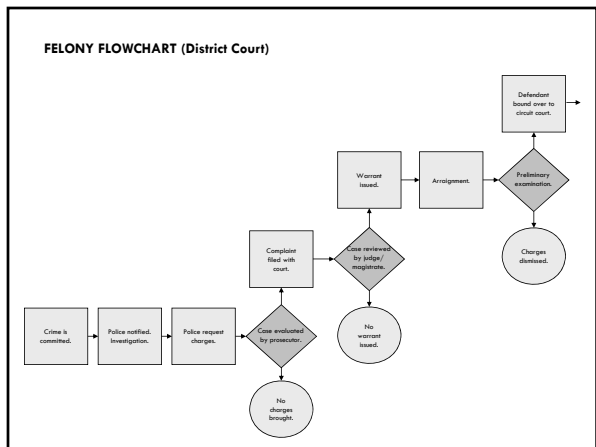 FELONY FLOWCHART (District Court)
Crime is
committed.
Police notified.
Investigation.
Police request
charges.
Case evaluated
by prosecutor.
No
charges
brought.
Complaint
filed with
court.
Case reviewed
by judge/
magistrate.
No
warrant
issued.
Warrant
issued.
Arraignment.
Preliminary
examination.
Charges
dismissed.
Defendant
bound over to
circuit court.